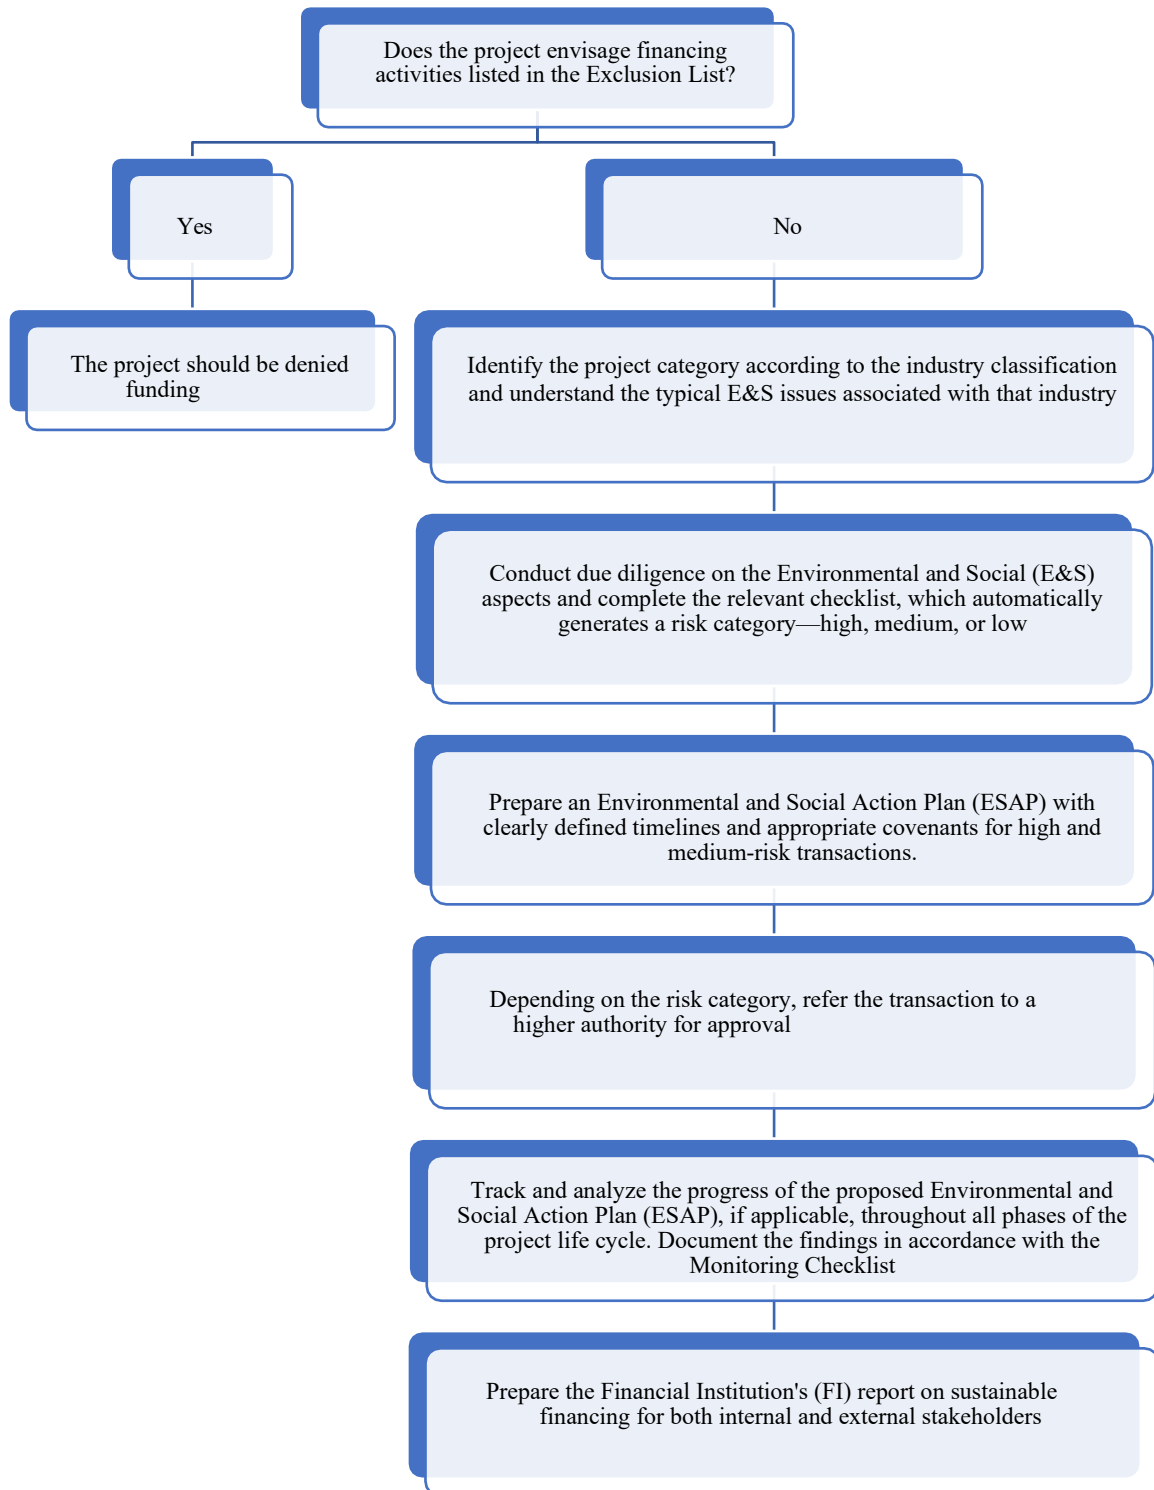 Does the project envisage financing
activities listed in the Exclusion List?
Yes
No
The project should be denied
funding
Identify the project category according to the industry classification
and understand the typical E&S issues associated with that industry
Conduct due diligence on the Environmental and Social (E&S)
aspects and complete the relevant checklist, which automatically
generates a risk category—high, medium, or low
Prepare an Environmental and Social Action Plan (ESAP) with
clearly defined timelines and appropriate covenants for high and
medium-risk transactions.
Depending on the risk category, refer the transaction to a
higher authority for approval
Track and analyze the progress of the proposed Environmental and
Social Action Plan (ESAP), if applicable, throughout all phases of the
project life cycle. Document the findings in accordance with the
Monitoring Checklist
Prepare the Financial Institution's (FI) report on sustainable
financing for both internal and external stakeholders